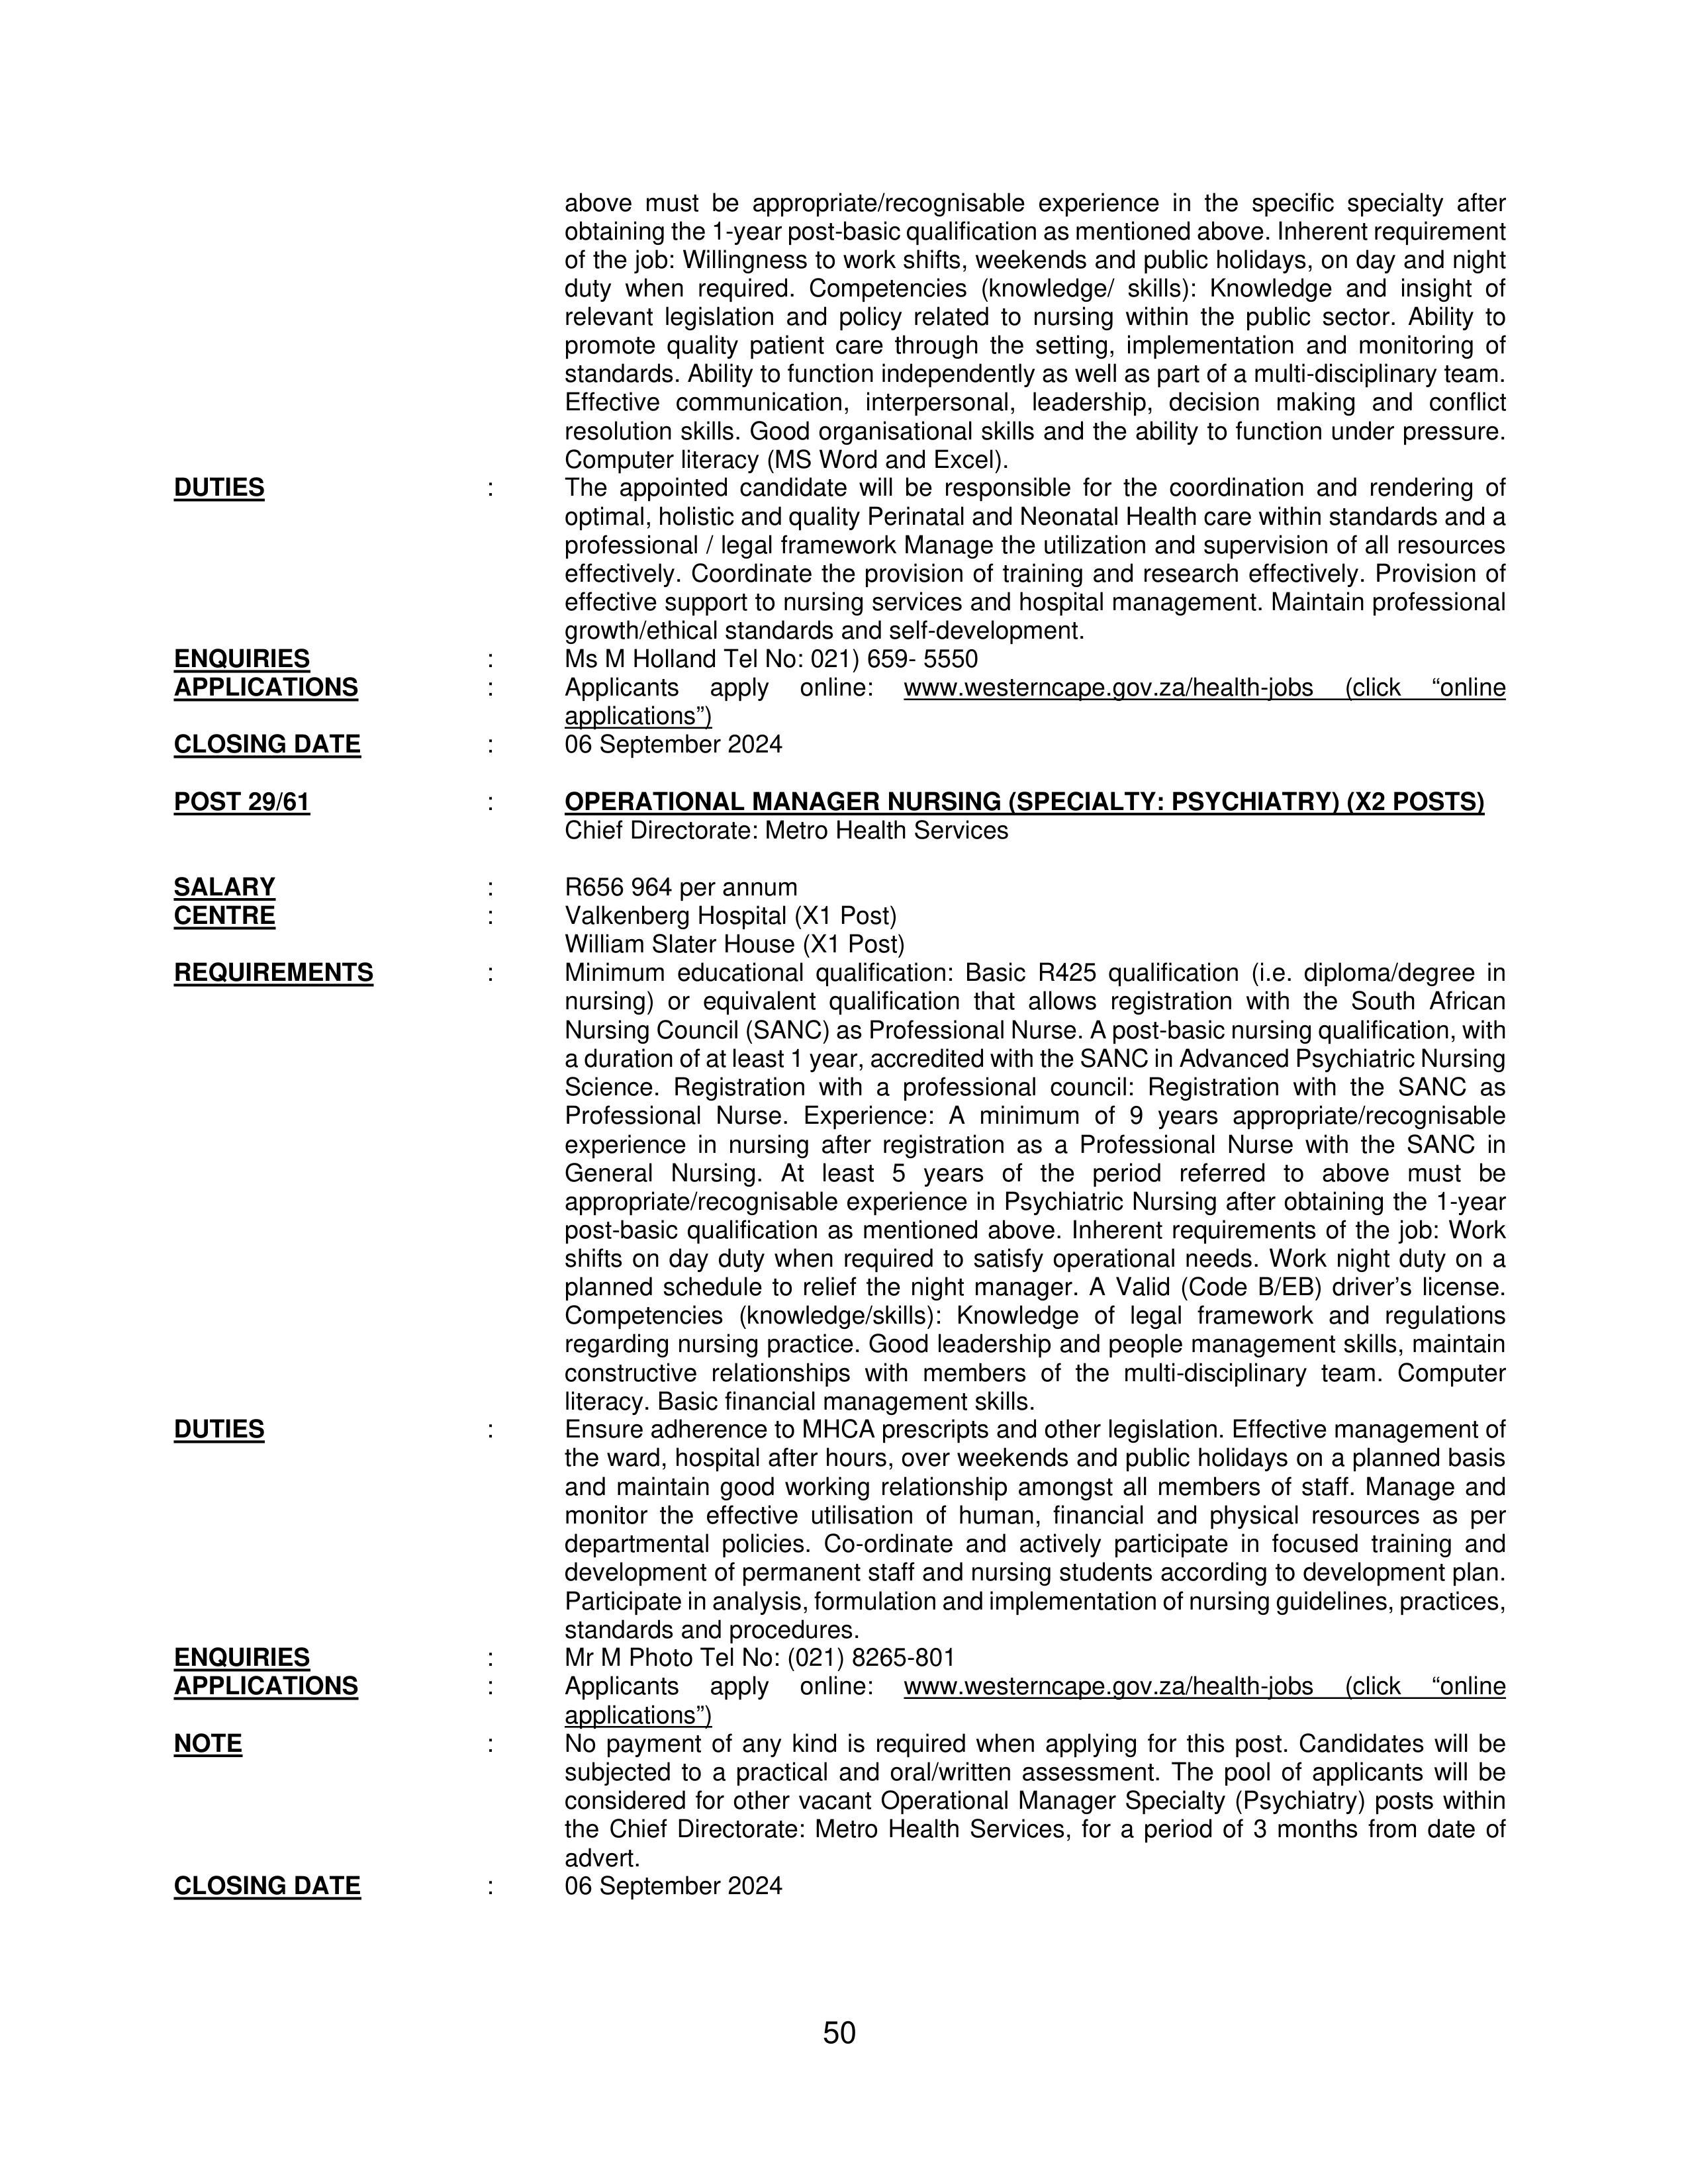 above must be appropriate/recognisable experience in the specific specialty after
obtaining the 1-year post-basic qualification as mentioned above. Inherent requirement
of the job: Willingness to work shifts, weekends and public holidays, on day and night
duty when required. Competencies (knowledge/ skills): Knowledge and insight of
relevant legislation and policy related to nursing within the public sector. Ability to
promote quality patient care through the setting, implementation and monitoring of
standards. Ability to function independently as well as part of a multi-disciplinary team.
Effective communication, interpersonal, leadership, decision making and conflict
resolution skills. Good organisational skills and the ability to function under pressure.
Computer literacy (MS Word and Excel).
DUTIES : The appointed candidate will be responsible for the coordination and rendering of
optimal, holistic and quality Perinatal and Neonatal Health care within standards and a
professional / legal framework Manage the utilization and supervision of all resources
effectively. Coordinate the provision of training and research effectively. Provision of
effective support to nursing services and hospital management. Maintain professional
growth/ethical standards and self-development.
ENQUIRIES : Ms M Holland Tel No: 021) 659- 5550
APPLICATIONS : Applicants apply online: www.westerncape.gov.za/health-jobs (click “online
applications”)
CLOSING DATE : 06 September 2024
POST 29/61 : OPERATIONAL MANAGER NURSING (SPECIALTY: PSYCHIATRY) (X2 POSTS)
Chief Directorate: Metro Health Services
SALARY : R656 964 per annum
CENTRE : Valkenberg Hospital (X1 Post)
William Slater House (X1 Post)
REQUIREMENTS : Minimum educational qualification: Basic R425 qualification (i.e. diploma/degree in
nursing) or equivalent qualification that allows registration with the South African
Nursing Council (SANC) as Professional Nurse. A post-basic nursing qualification, with
a duration of at least 1 year, accredited with the SANC in Advanced Psychiatric Nursing
Science. Registration with a professional council: Registration with the SANC as
Professional Nurse. Experience: A minimum of 9 years appropriate/recognisable
experience in nursing after registration as a Professional Nurse with the SANC in
General Nursing. At least 5 years of the period referred to above must be
appropriate/recognisable experience in Psychiatric Nursing after obtaining the 1-year
post-basic qualification as mentioned above. Inherent requirements of the job: Work
shifts on day duty when required to satisfy operational needs. Work night duty on a
planned schedule to relief the night manager. A Valid (Code B/EB) driver’s license.
Competencies (knowledge/skills): Knowledge of legal framework and regulations
regarding nursing practice. Good leadership and people management skills, maintain
constructive relationships with members of the multi-disciplinary team. Computer
literacy. Basic financial management skills.
DUTIES : Ensure adherence to MHCA prescripts and other legislation. Effective management of
the ward, hospital after hours, over weekends and public holidays on a planned basis
and maintain good working relationship amongst all members of staff. Manage and
monitor the effective utilisation of human, financial and physical resources as per
departmental policies. Co-ordinate and actively participate in focused training and
development of permanent staff and nursing students according to development plan.
Participate in analysis, formulation and implementation of nursing guidelines, practices,
standards and procedures.
ENQUIRIES : Mr M Photo Tel No: (021) 8265-801
APPLICATIONS : Applicants apply online: www.westerncape.gov.za/health-jobs (click “online
applications”)
NOTE : No payment of any kind is required when applying for this post. Candidates will be
subjected to a practical and oral/written assessment. The pool of applicants will be
considered for other vacant Operational Manager Specialty (Psychiatry) posts within
the Chief Directorate: Metro Health Services, for a period of 3 months from date of
advert.
CLOSING DATE : 06 September 2024
50